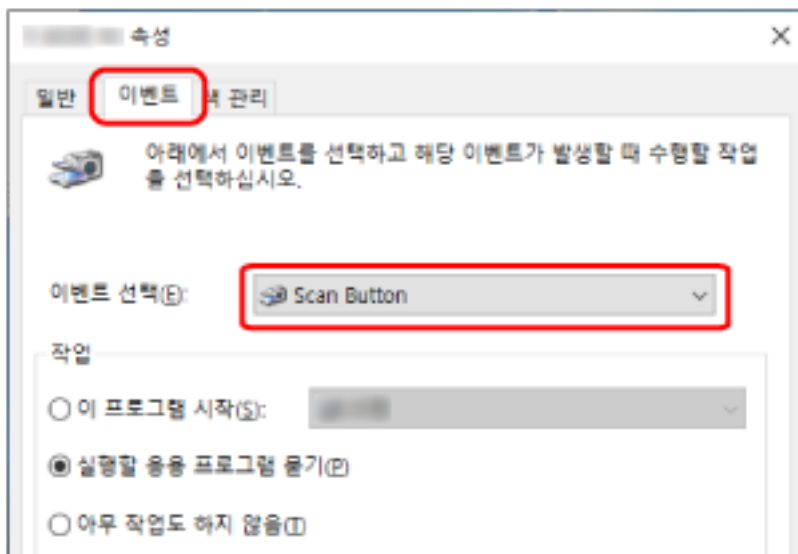 속성
일반 이벤트 색 관리
아래에서 이벤트를 선택하고 해당 이벤트가 발생할 때 수행할 작업
를 선택하십시오.
이벤트 선택(E): Scan Button
작업
이 프로그램 시작(S):
실행할 응용 프로그램 묻기(P)
아무 작업도 하지 않음(T)